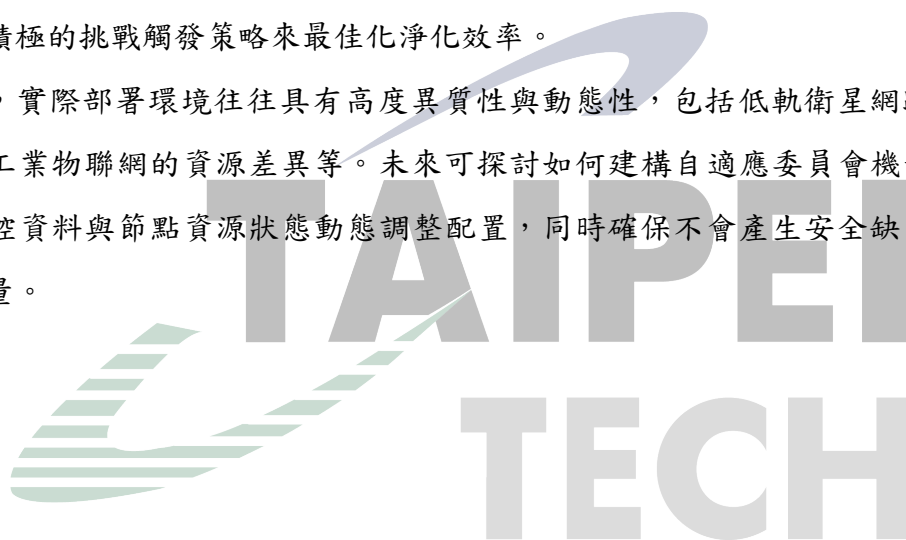 積極的挑戰觸發策略來最佳化淨化效率。
，實際部署環境往往具有高度異質性與動態性，包括低軌衛星網
工業物聯網的資源差異等。未來可探討如何建構自適應委員會機
控資料與節點資源狀態動態調整配置，同時確保不會產生安全缺
量。
TAIPEI
TECH